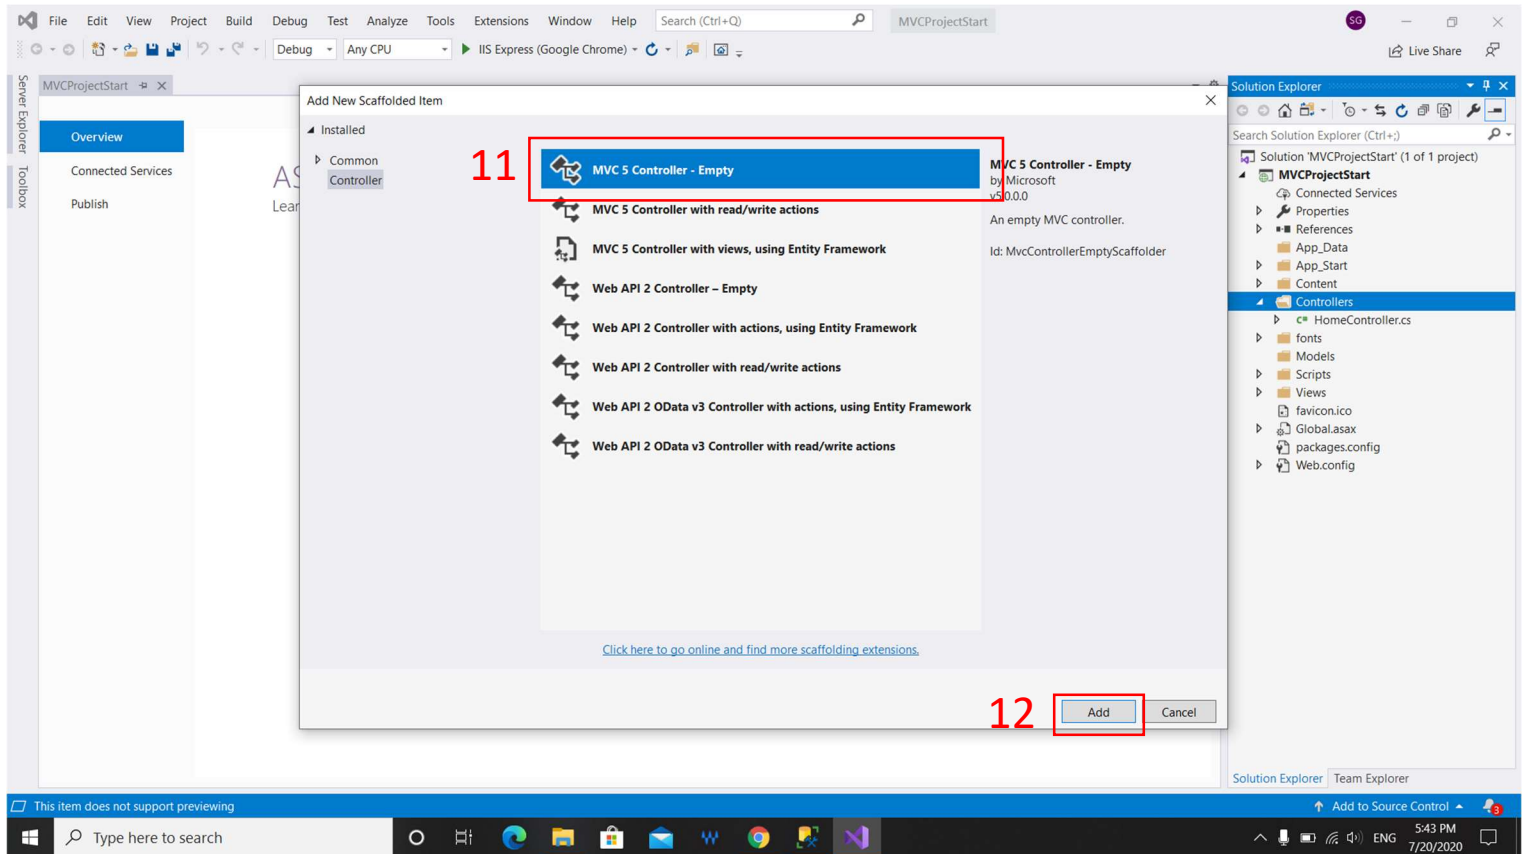 File Edit View Project Build Debug Test Analyze Tools Extensions Window Help Search (Ctrl+Q) MVCProjectStart SG
Debug Any CPU IIS Express (Google Chrome) Live Share
Server Explorer
Toolbox
MVCProjectStart
Overview
Connected Services
Publish
AS
Lear
Add New Scaffolded Item
Installed
Common
Controller
11
MVC 5 Controller - Empty
MVC 5 Controller with read/write actions
MVC 5 Controller with views, using Entity Framework
Web API 2 Controller – Empty
Web API 2 Controller with actions, using Entity Framework
Web API 2 Controller with read/write actions
Web API 2 OData v3 Controller with actions, using Entity Framework
Web API 2 OData v3 Controller with read/write actions
Click here to go online and find more scaffolding extensions.
MVC 5 Controller - Empty
by Microsoft
v5.0.0.0
An empty MVC controller.
Id: MvcControllerEmptyScaffolder
12
Add Cancel
Solution Explorer
Search Solution Explorer (Ctrl+;)
Solution 'MVCProjectStart' (1 of 1 project)
MVCProjectStart
Connected Services
Properties
References
App_Data
App_Start
Content
Controllers
C# HomeController.cs
fonts
Models
Scripts
Views
favicon.ico
Global.asax
packages.config
Web.config
Solution Explorer Team Explorer
This item does not support previewing Add to Source Control 3
Type here to search ENG 5:43 PM
7/20/2020